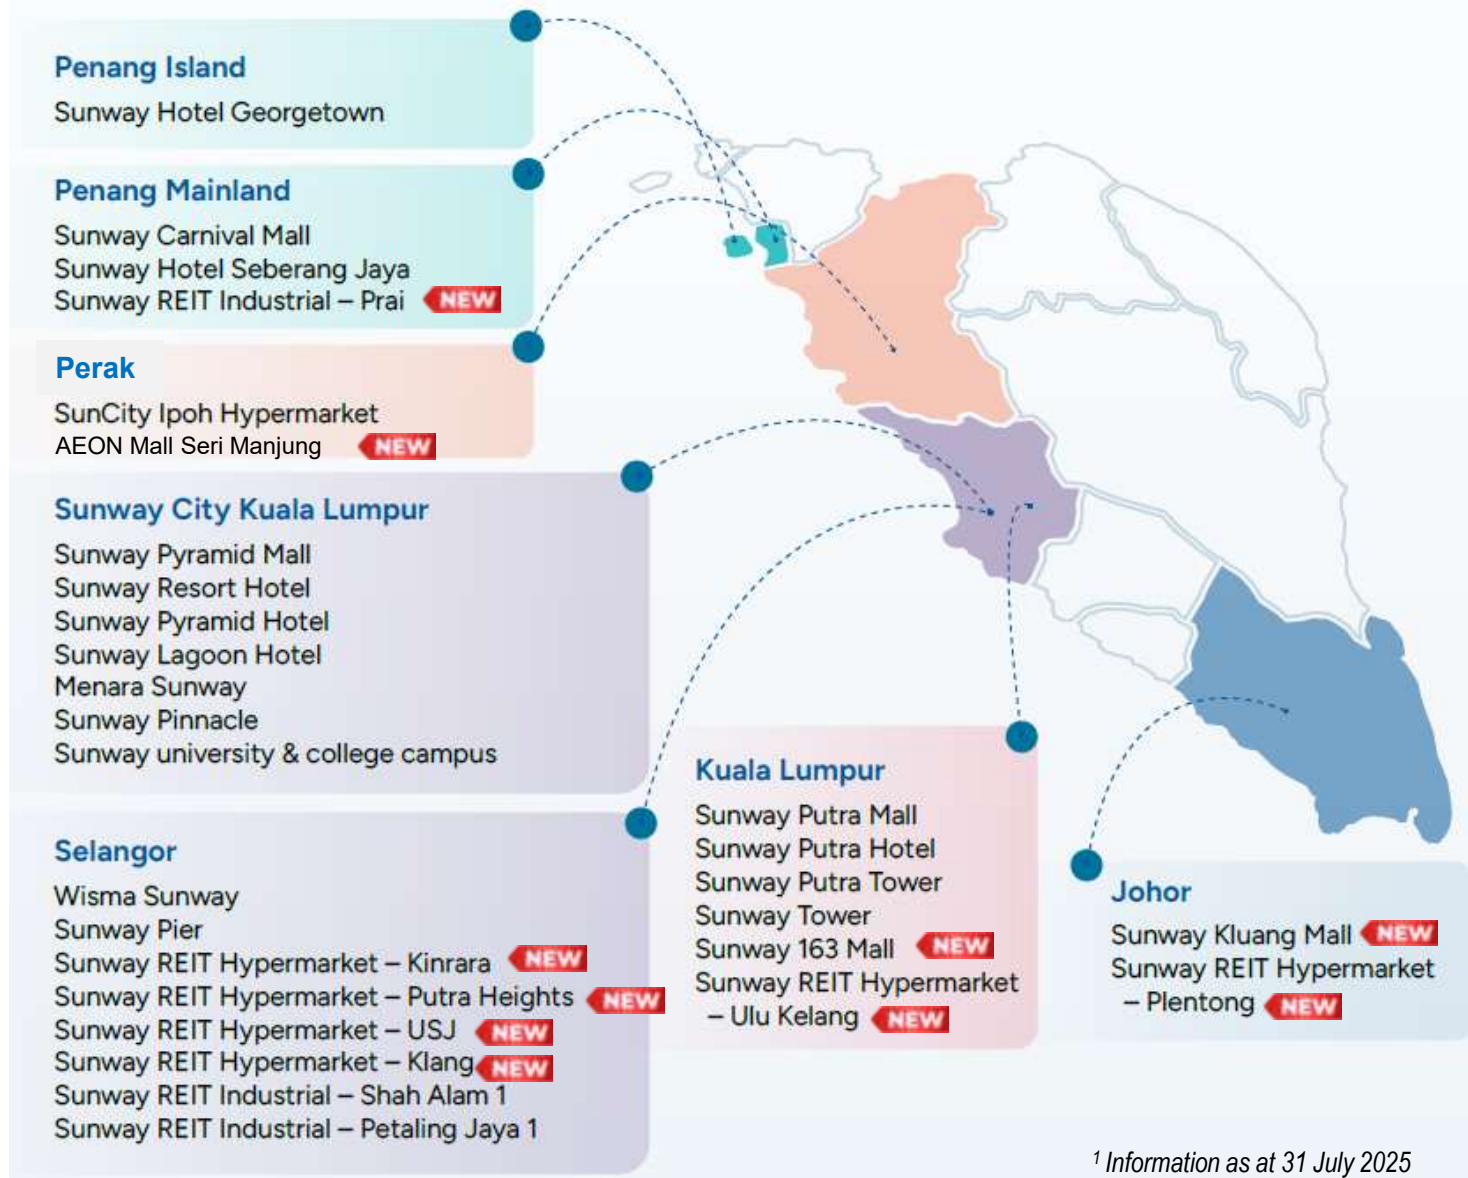 Penang Island
Sunway Hotel Georgetown
Penang Mainland
Sunway Carnival Mall
Sunway Hotel Seberang Jaya
Sunway REIT Industrial – Prai NEW
Perak
SunCity Ipoh Hypermarket
AEON Mall Seri Manjung NEW
Sunway City Kuala Lumpur
Sunway Pyramid Mall
Sunway Resort Hotel
Sunway Pyramid Hotel
Sunway Lagoon Hotel
Menara Sunway
Sunway Pinnacle
Sunway university & college campus
Selangor
Wisma Sunway
Sunway Pier
Sunway REIT Hypermarket – Kinrara NEW
Sunway REIT Hypermarket – Putra Heights NEW
Sunway REIT Hypermarket – USJ NEW
Sunway REIT Hypermarket – Klang NEW
Sunway REIT Industrial – Shah Alam 1
Sunway REIT Industrial – Petaling Jaya 1
Kuala Lumpur
Sunway Putra Mall
Sunway Putra Hotel
Sunway Putra Tower
Sunway Tower
Sunway 163 Mall NEW
Sunway REIT Hypermarket
– Ulu Kelang NEW
Johor
Sunway Kluang Mall NEW
Sunway REIT Hypermarket
– Plentong NEW
1 Information as at 31 July 2025